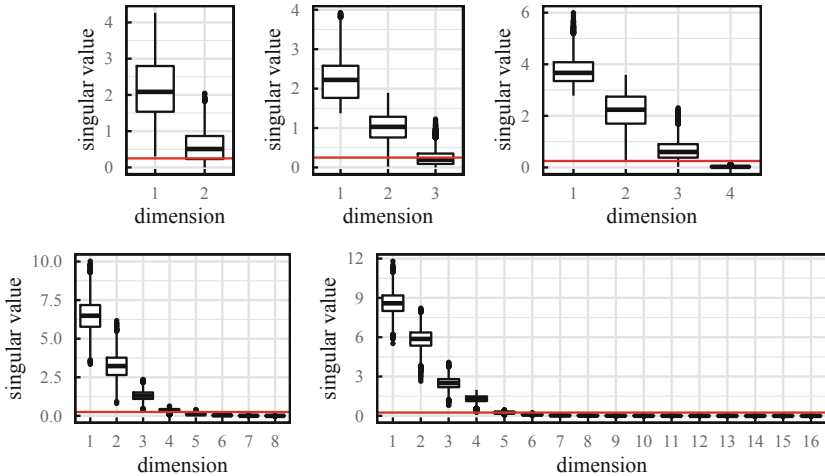 singular value
4
3
2
1
0
1 2
dimension
singular value
4
3
2
1
0
1 2 3
dimension
singular value
6
4
2
0
1 2 3 4
dimension
singular value
10.0
7.5
5.0
2.5
0.0
1 2 3 4 5 6 7 8
dimension
singular value
12
9
6
3
0
1 2 3 4 5 6 7 8 9 10 11 12 13 14 15 16
dimension